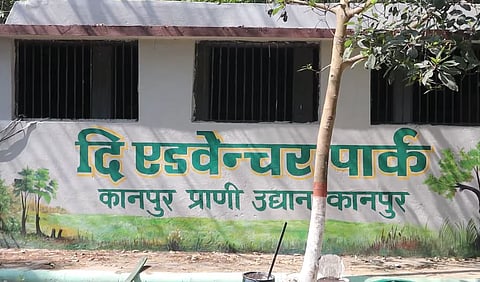 दि एडवेन्चर पार्क
कानपुर प्राणी उद्यान कानपुर